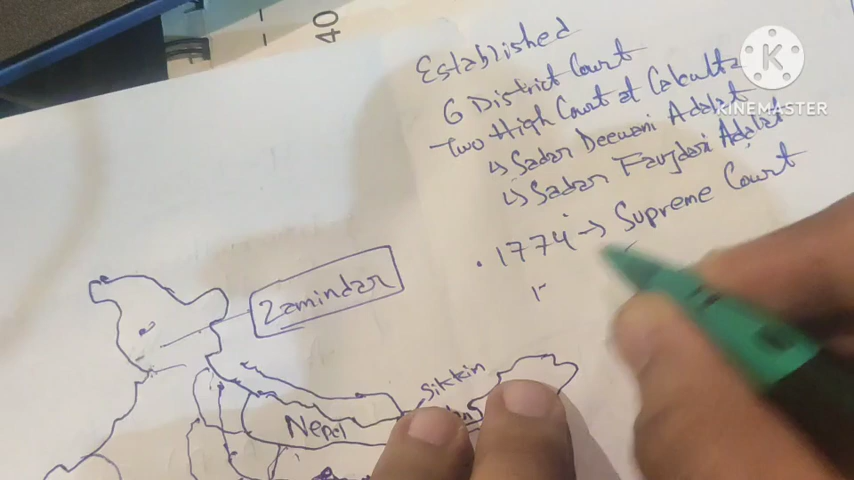 40
Established
6 District Court
Two High Court at Calcutta
↳ Sadar Deewani Adalat
↳ Sadar Faujdari Adalat
. 1774 → Supreme Court
Zamindar
Sikkin
Nepal
K
KINEMASTER